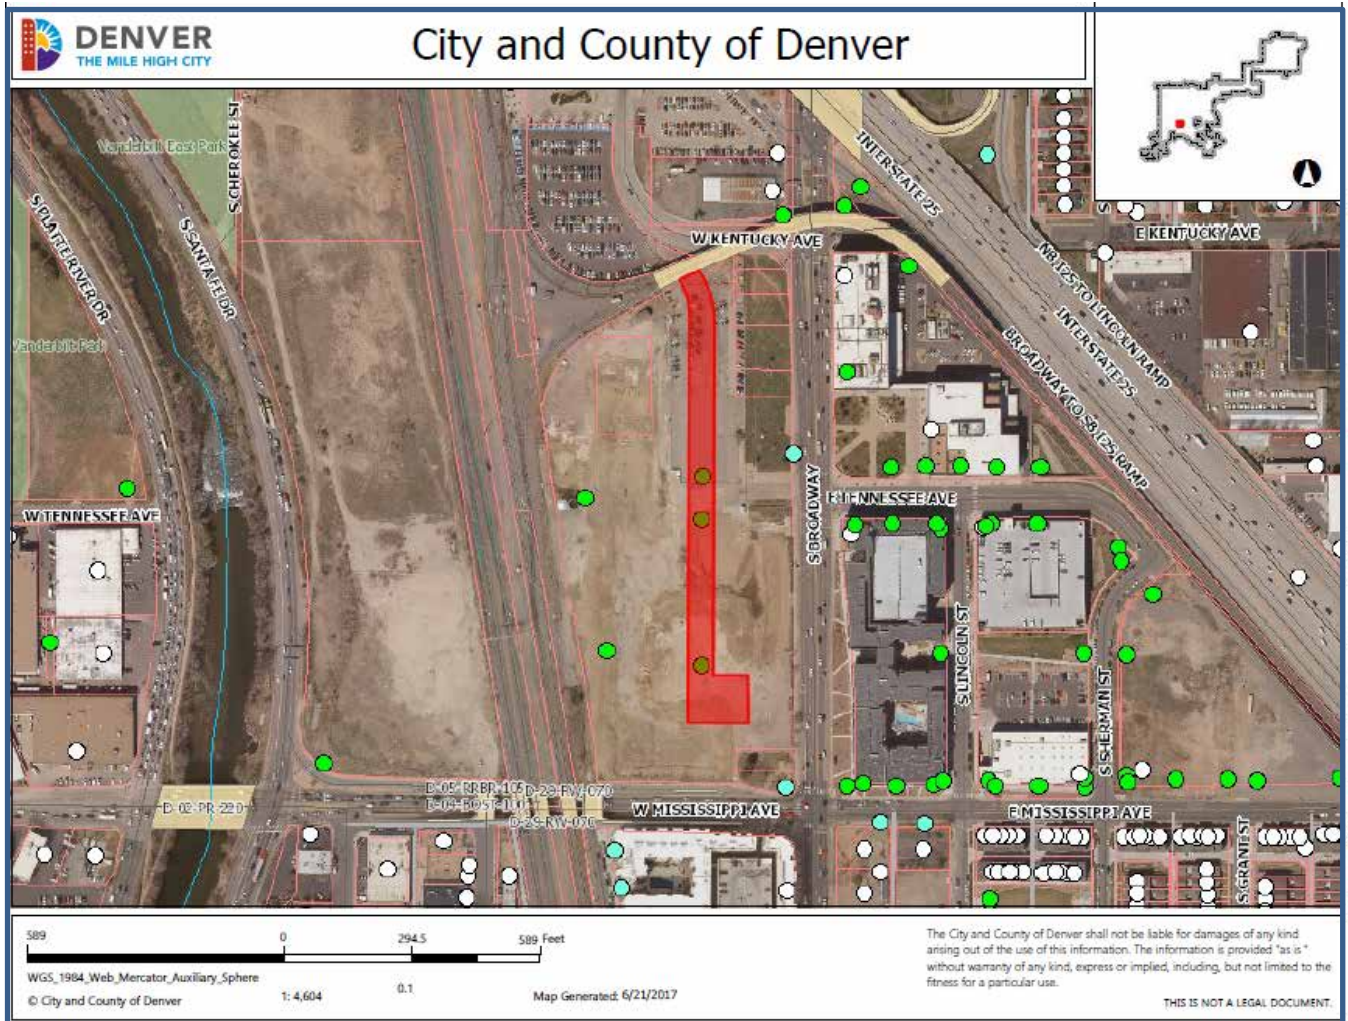 DENVER
THE MILE HIGH CITY
City and County of Denver
Vanderbilt East Park
S CHEROKEE ST
INTERSTATE 25
S PLATTE RIVER DR
S SANTA FE DR
W KENTUCKY AVE
E KENTUCKY AVE
NB I25 TO LINCOLN RAMP
INTERSTATE 25
BROADWAY TO SB I25 RAMP
Vanderbilt Park
S BROADWAY
E TENNESSEE AVE
W TENNESSEE AVE
S LINCOLN ST
S SHERMAN ST
D-05-RRBR-105
D-29-RW-070
D-02-PR-220
D-04-BOST-100
W MISSISSIPPI AVE
E MISSISSIPPI AVE
D-29-RW-070
S GRANT ST
589
0
294.5
589 Feet
WGS_1984_Web_Mercator_Auxiliary_Sphere
© City and County of Denver
1: 4,604
0.1
Map Generated: 6/21/2017
The City and County of Denver shall not be liable for damages of any kind
arising out of the use of this information. The information is provided "as is"
without warranty of any kind, express or implied, including, but not limited to the
fitness for a particular use.
THIS IS NOT A LEGAL DOCUMENT.